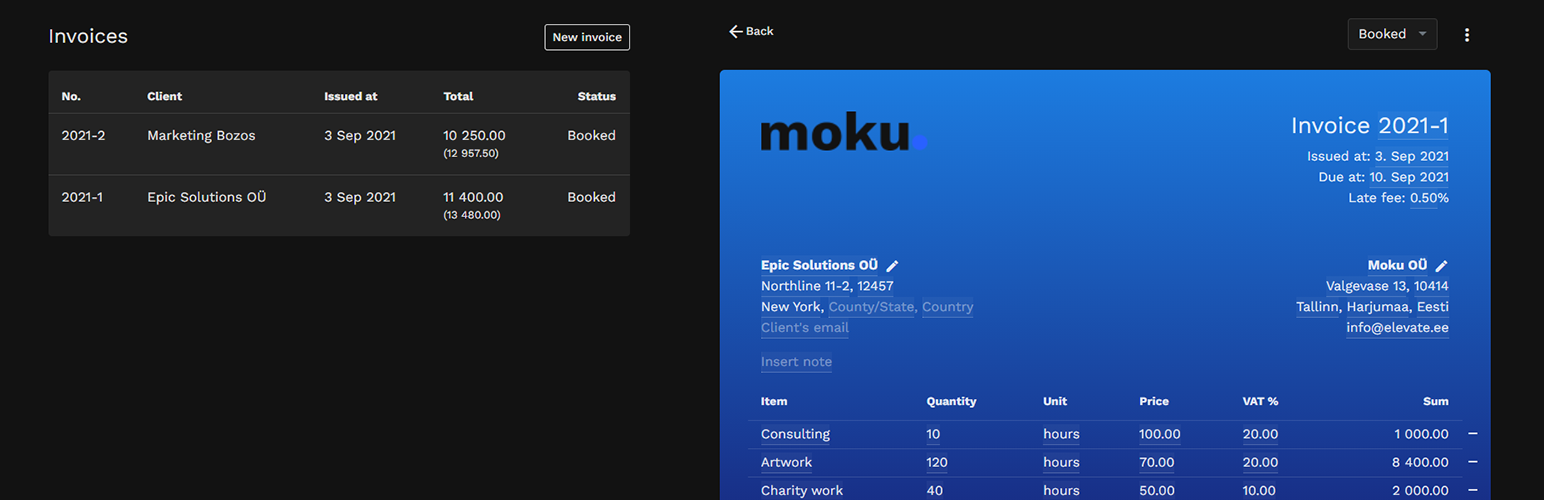 Invoices
New invoice
No. Client Issued at Total Status
2021-2 Marketing Bozos 3 Sep 2021 10 250.00 Booked
(12 957.50)
2021-1 Epic Solutions OÜ 3 Sep 2021 11 400.00 Booked
(13 480.00)
Back
Booked
moku.
Invoice 2021-1
Issued at: 3. Sep 2021
Due at: 10. Sep 2021
Late fee: 0.50%
Epic Solutions OÜ
Northline 11-2, 12457
New York, County/State, Country
Client's email
Insert note
Moku OÜ
Valgevase 13, 10414
Tallinn, Harjumaa, Eesti
info@elevate.ee
Item Quantity Unit Price VAT % Sum
Consulting 10 hours 100.00 20.00 1 000.00
Artwork 120 hours 70.00 20.00 8 400.00
Charity work 40 hours 50.00 10.00 2 000.00